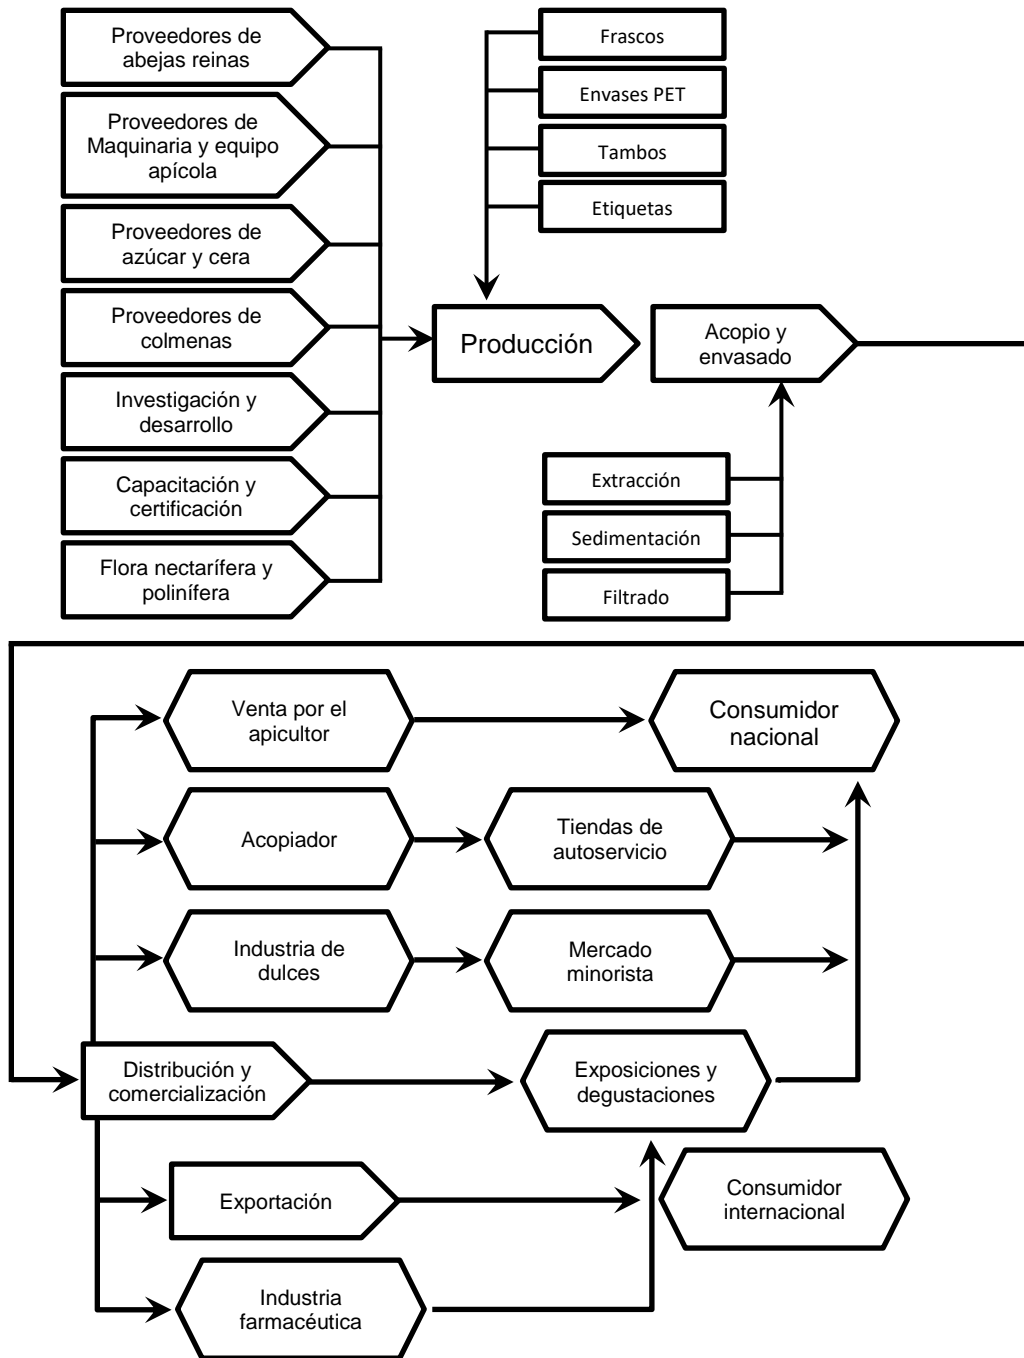 Proveedores de
abejas reinas
Proveedores de
Maquinaria y equipo
apícola
Proveedores de
azúcar y cera
Proveedores de
colmenas
Investigación y
desarrollo
Capacitación y
certificación
Flora nectarífera y
polinífera
Frascos
Envases PET
Tambos
Etiquetas
Producción
Acopio y
envasado
Extracción
Sedimentación
Filtrado
Venta por el
apicultor
Consumidor
nacional
Acopiador
Tiendas de
autoservicio
Industria de
dulces
Mercado
minorista
Distribución y
comercialización
Exposiciones y
degustaciones
Exportación
Consumidor
internacional
Industria
farmacéutica